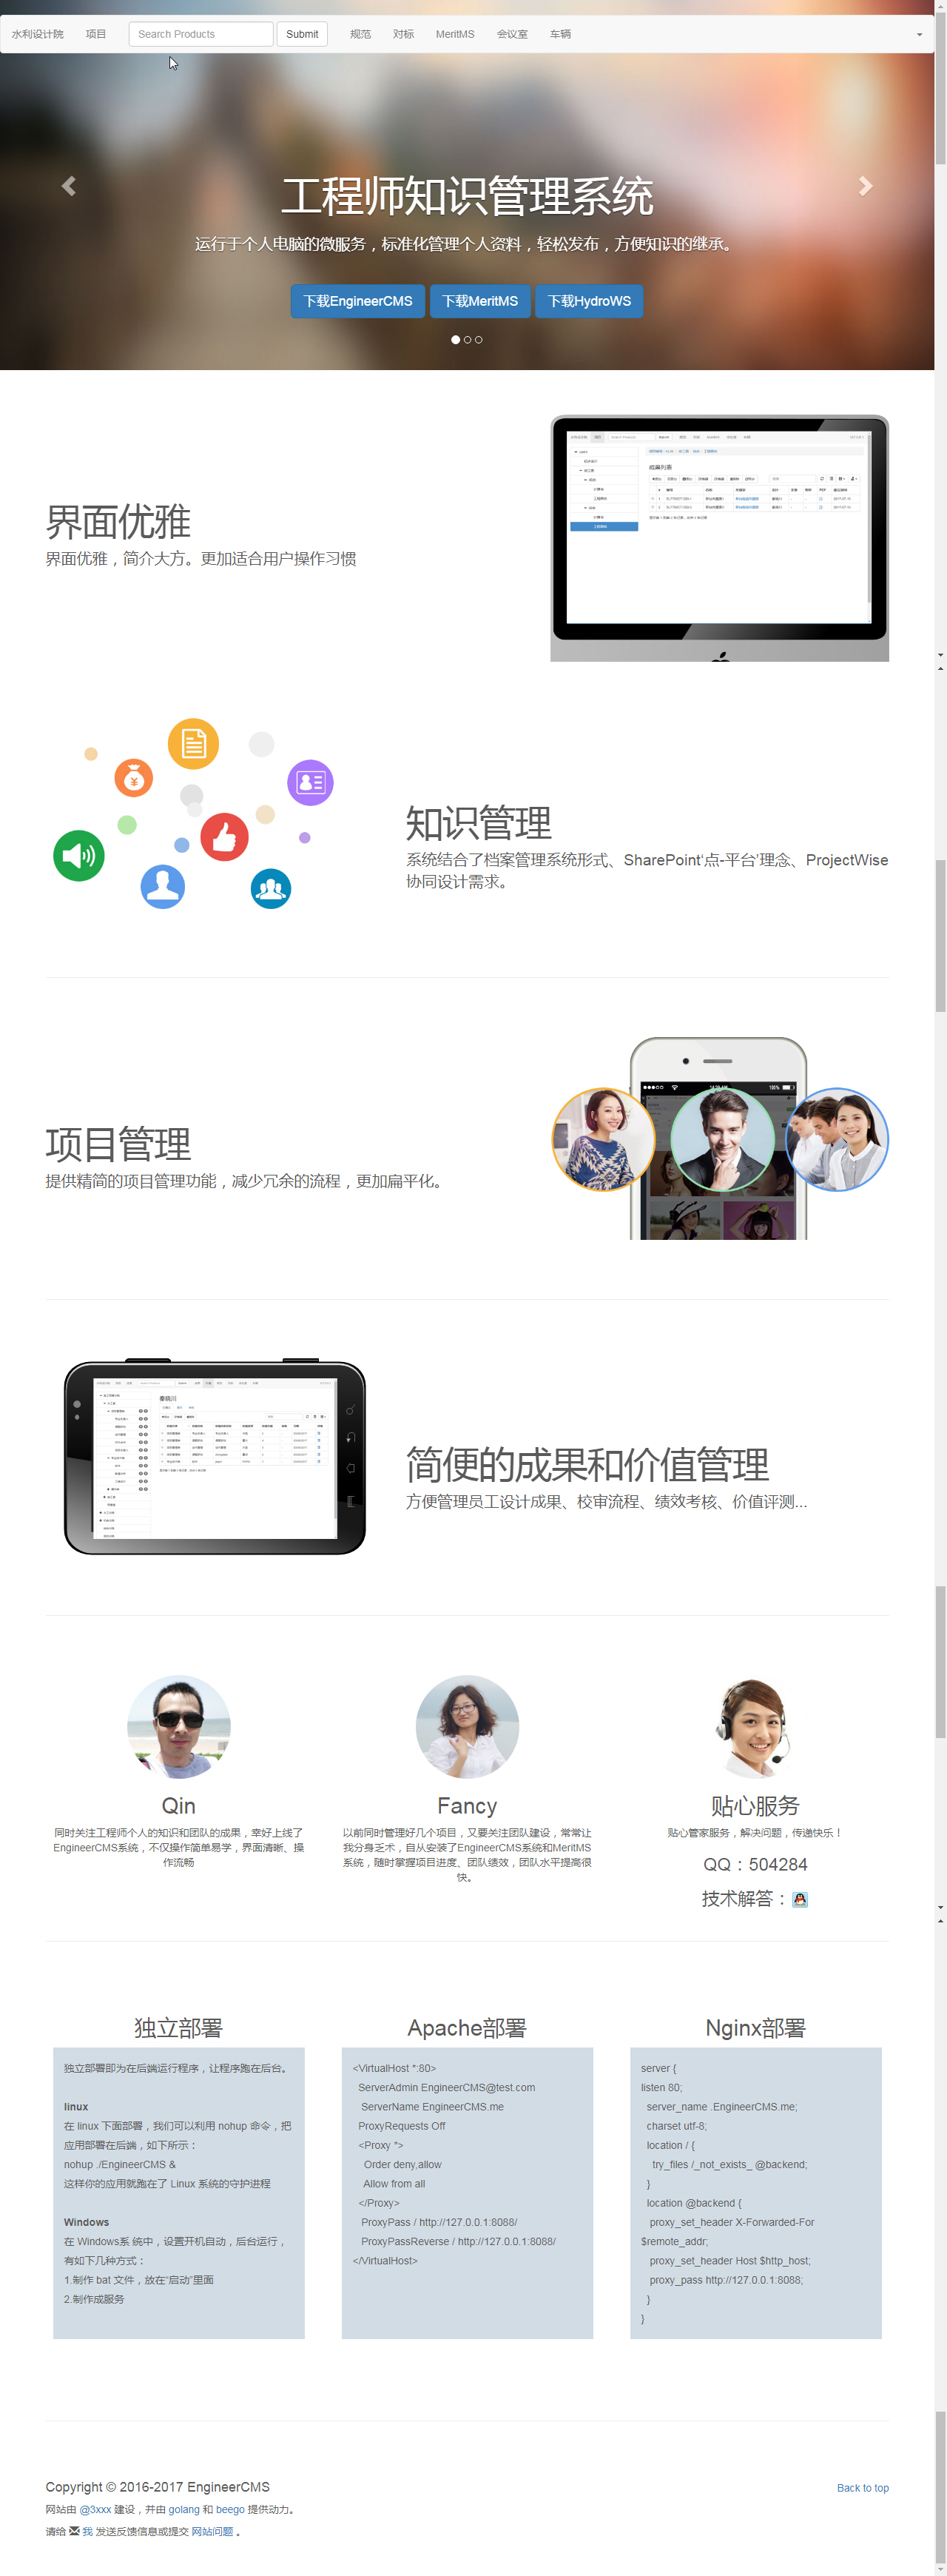 水利设计院 项目 Search Products Submit 规范 对标 MeritMS 会议室 车辆
工程师知识管理系统
运行于个人电脑的微服务，标准化管理个人资料，轻松发布，方便知识的继承。
下载EngineerCMS 下载MeritMS 下载HydroWS
界面优雅
界面优雅，简介大方。更加适合用户操作习惯
成果列表
知识管理
系统结合了档案管理系统形式、SharePoint‘点-平台’理念、ProjectWise
协同设计需求。
项目管理
提供精简的项目管理功能，减少冗余的流程，更加扁平化。
100%
秦晓川
简便的成果和价值管理
方便管理员工设计成果、校审流程、绩效考核、价值评测...
Qin
同时关注工程师个人的知识和团队的成果，幸好上线了
EngineerCMS系统，不仅操作简单易学，界面清晰、操
作流畅
Fancy
以前同时管理好几个项目，又要关注团队建设，常常让
我分身乏术，自从安装了EngineerCMS系统和MeritMS
系统，随时掌握项目进度、团队绩效，团队水平提高很
快。
贴心服务
贴心管家服务，解决问题，传递快乐！
QQ：504284
技术解答：
独立部署
独立部署即为在后端运行程序，让程序跑在后台。
linux
在 linux 下面部署，我们可以利用 nohup 命令，把
应用部署在后端，如下所示：
nohup ./EngineerCMS &
这样你的应用就跑在了 Linux 系统的守护进程
Windows
在 Windows系 统中，设置开机自动，后台运行，
有如下几种方式：
1.制作 bat 文件，放在“启动”里面
2.制作成服务
Apache部署
<VirtualHost *:80>
ServerAdmin EngineerCMS@test.com
ServerName EngineerCMS.me
ProxyRequests Off
<Proxy *>
Order deny,allow
Allow from all
</Proxy>
ProxyPass / http://127.0.0.1:8088/
ProxyPassReverse / http://127.0.0.1:8088/
</VirtualHost>
Nginx部署
server {
listen 80;
server_name .EngineerCMS.me;
charset utf-8;
location / {
try_files /_not_exists_ @backend;
}
location @backend {
proxy_set_header X-Forwarded-For
$remote_addr;
proxy_set_header Host $http_host;
proxy_pass http://127.0.0.1:8088;
}
}
Copyright © 2016-2017 EngineerCMS
Back to top
网站由 @3xxx 建设，并由 golang 和 beego 提供动力。
请给 我 发送反馈信息或提交 网站问题 。